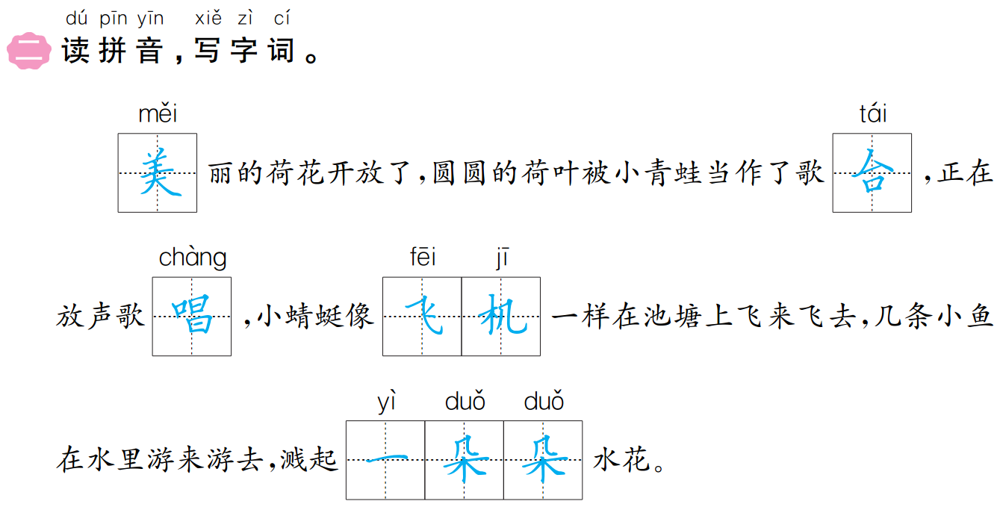 dú pīn yīn xiě zì cí
二 读拼音,写字词。
měi tái
美丽的荷花开放了,圆圆的荷叶被小青蛙当作了歌合,正在
chàng fēi jī
放声歌唱,小蜻蜓像飞机一样在池塘上飞来飞去,几条小鱼
yì duǒ duǒ
在水里游来游去,溅起一朵朵水花。